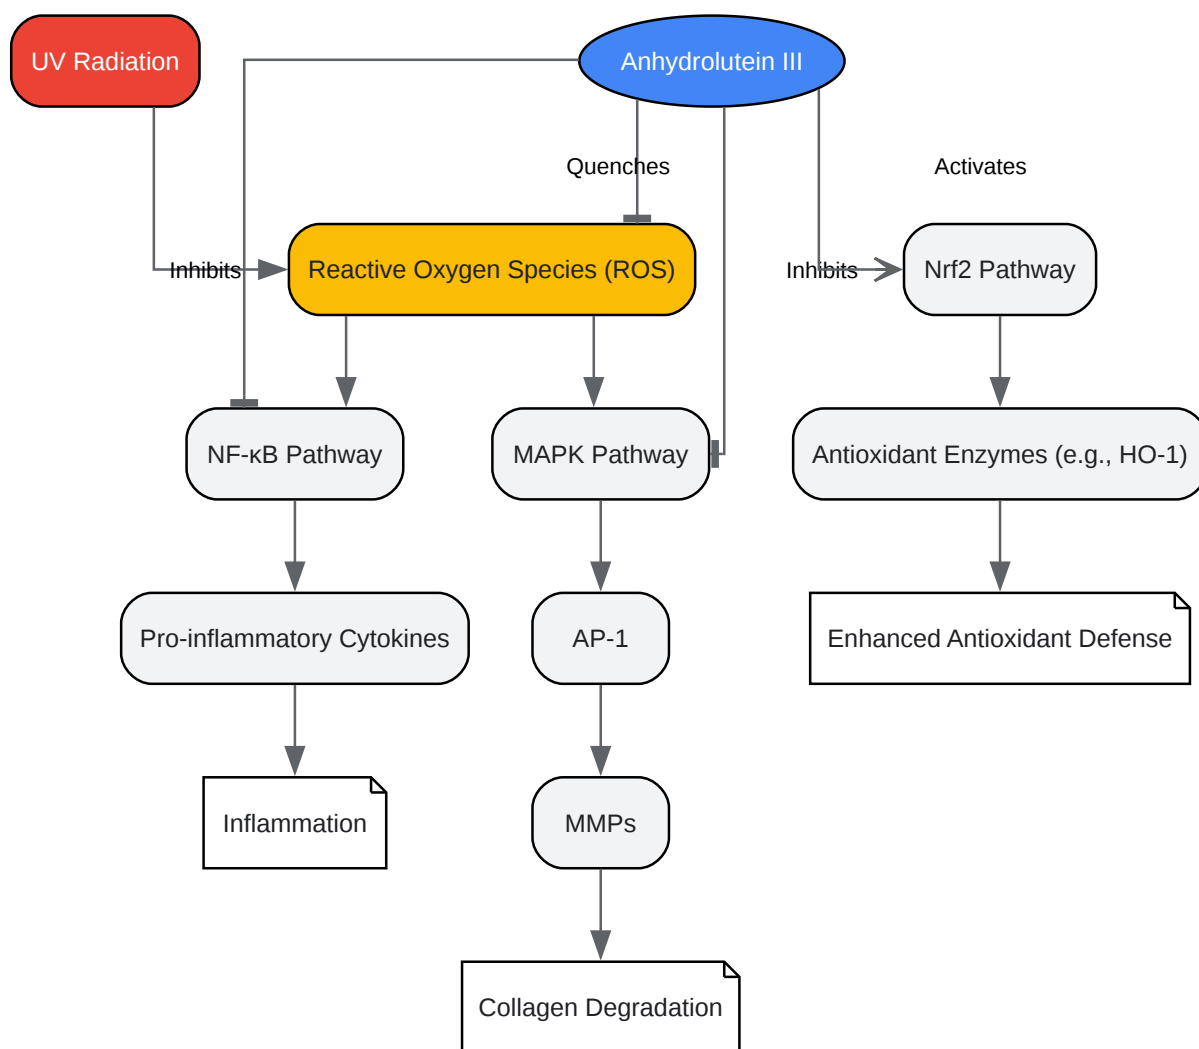 UV Radiation
Anhydrolutein III
Quenches
Activates
Inhibits
Reactive Oxygen Species (ROS)
Inhibits
Nrf2 Pathway
NF-κB Pathway
MAPK Pathway
Antioxidant Enzymes (e.g., HO-1)
Pro-inflammatory Cytokines
AP-1
Enhanced Antioxidant Defense
Inflammation
MMPs
Collagen Degradation